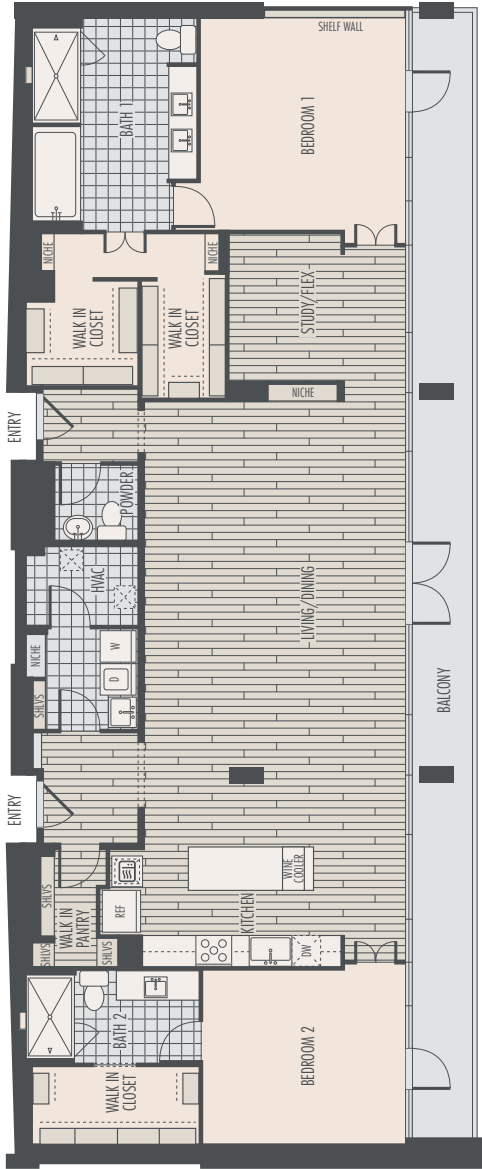 SHELF WALL
BATH 1
BEDROOM 1
NICHE
NICHE
WALK IN
CLOSET
WALK IN
CLOSET
STUDY/FLEX
NICHE
ENTRY
POWDER
HVAC
LIVING/DINING
NICHE
W
D
SHLVS
BALCONY
ENTRY
WINE
COOLER
SHLVS
REF
WALK IN
PANTRY
KITCHEN
SHLVS
SHLVS
DW
BATH 2
BEDROOM 2
WALK IN
CLOSET